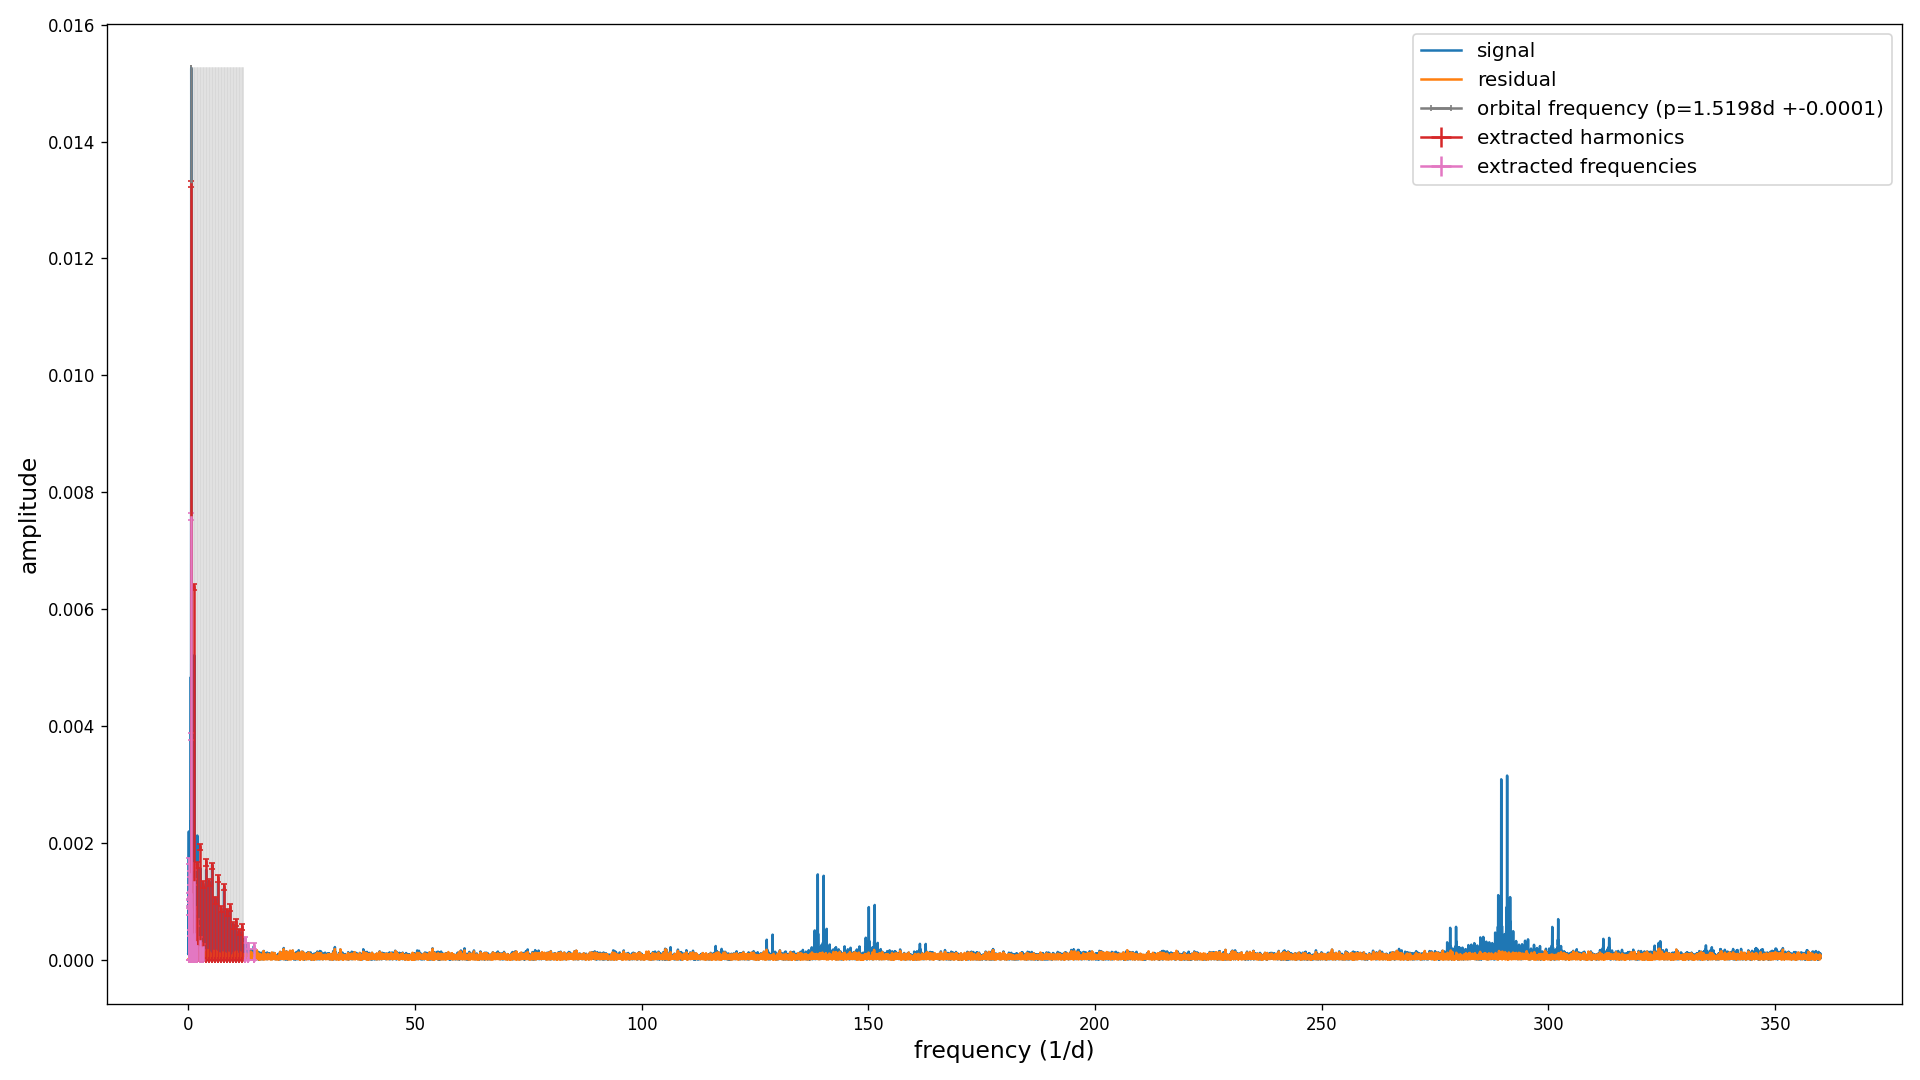 0.016
0.014
0.012
0.010
0.008
0.006
0.004
0.002
0.000
amplitude
0
50
100
150
200
250
300
350
frequency (1/d)
signal
residual
orbital frequency (p=1.5198d +-0.0001)
extracted harmonics
extracted frequencies